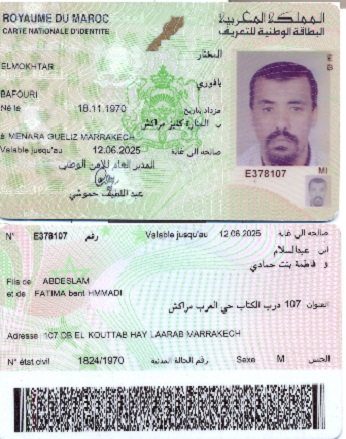 ROYAUME DU MAROC
المملكة المغربية
CARTE NATIONALE D'IDENTITE
البطاقة الوطنية للتعريف
المختار
ELMOKHTAR
بافوري
BAFOURI
Né le 18.11.1970 مزداد بتاريخ
ب المنارة كليز مراكش
à MENARA GUELIZ MARRAKECH
Valable jusqu'au 12.06.2025 صالحة الى غاية
المدير العام للأمن الوطني
عبد اللطيف حموشي
E378107
N° E378107 رقم Valable jusqu'au 12.06.2025 صالحة الى غاية
ابن عبدالسلام
و فاطمة بنت حمادي
Fils de ABDESLAM
et de FATIMA bent HMMADI
العنوان 107 درب الكتاب حي العرب مراكش
Adresse 107 DB EL KOUTTAB HAY LAARAB MARRAKECH
N° état civil 1824/1970 رقم الحالة المدنية Sexe M الجنس